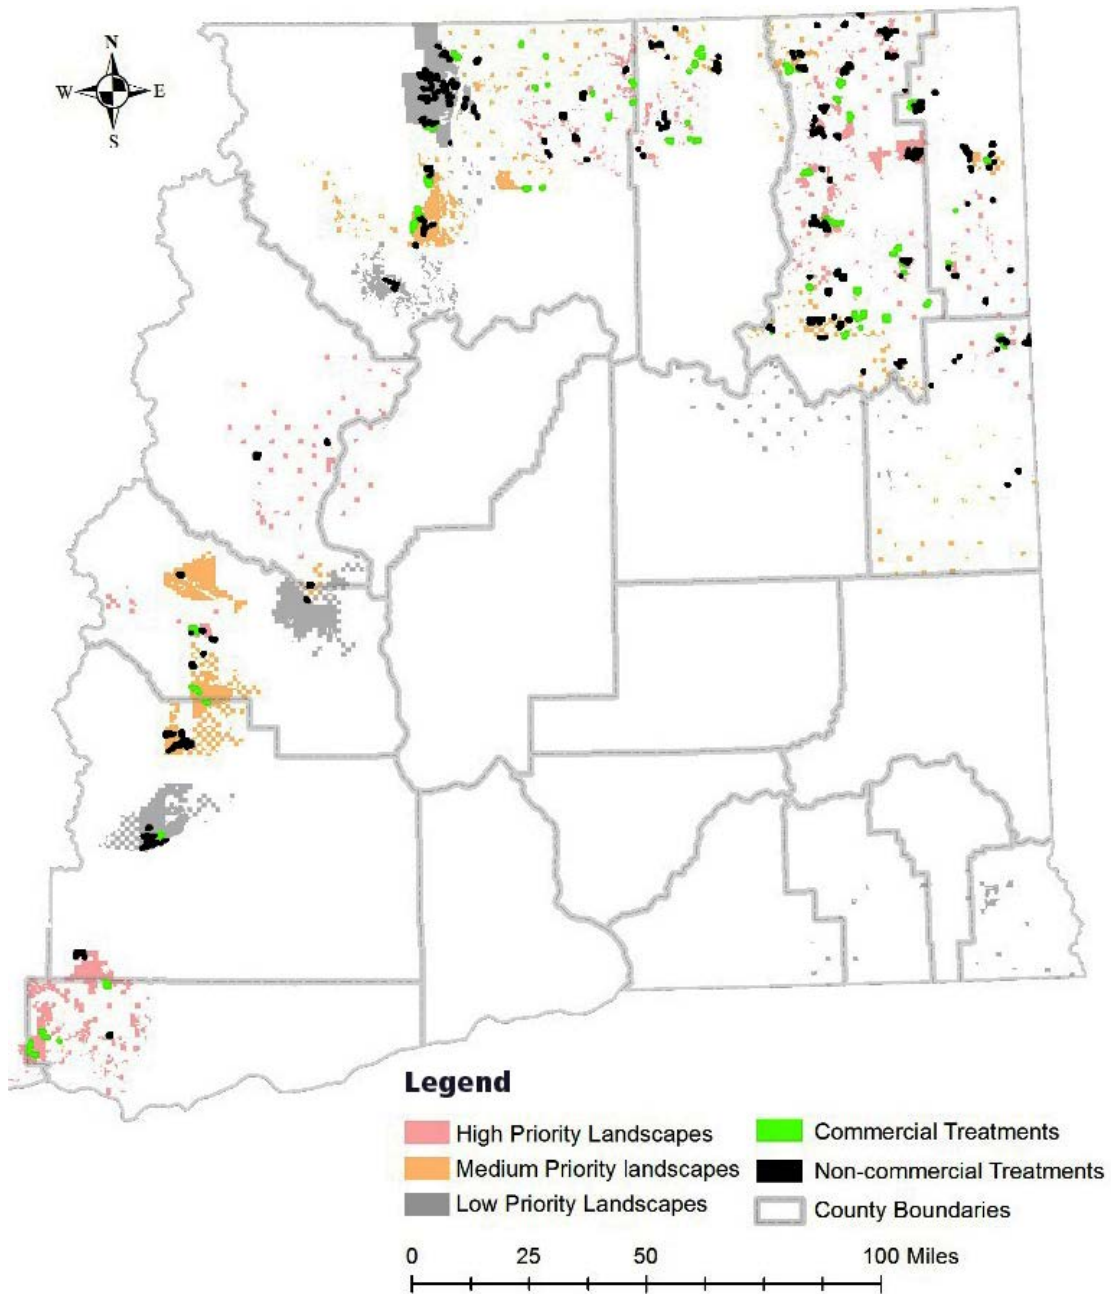 N
W E
S
Legend
High Priority Landscapes
Medium Priority landscapes
Low Priority Landscapes
Commercial Treatments
Non-commercial Treatments
County Boundaries
0 25 50 100 Miles